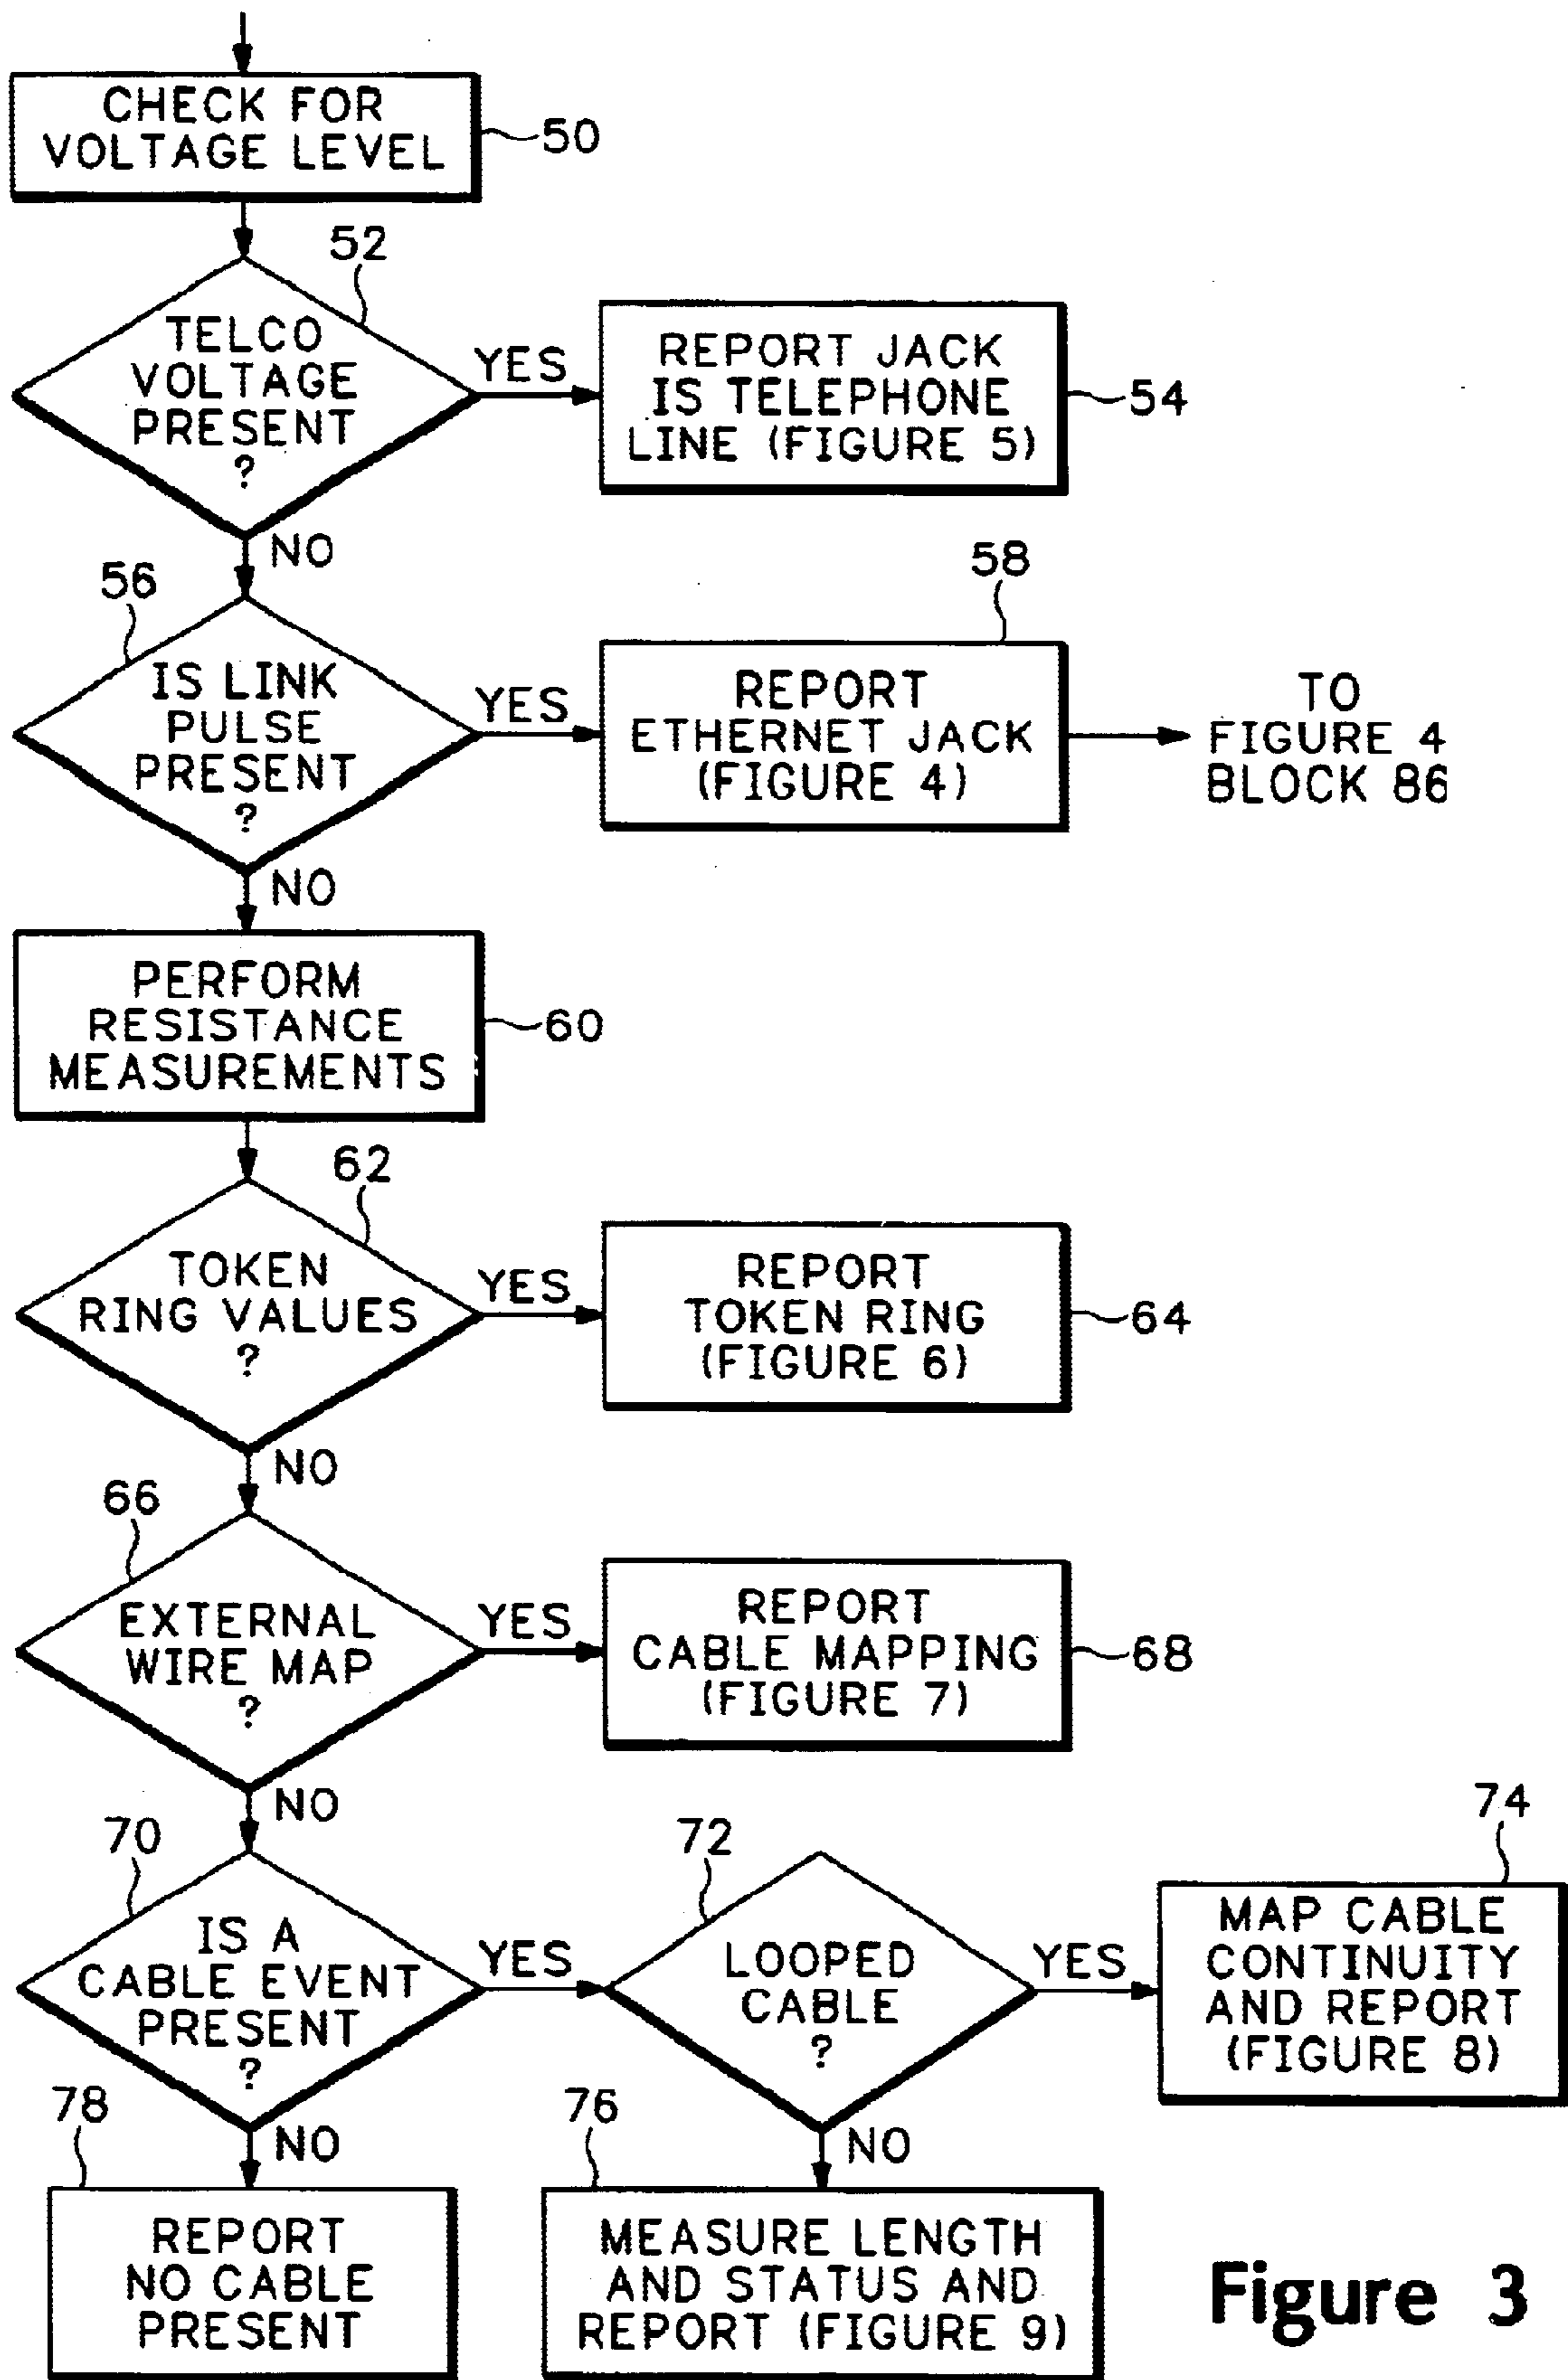 CHECK FOR
VOLTAGE LEVEL
50
52
TELCO
VOLTAGE
PRESENT
?
YES
REPORT JACK
IS TELEPHONE
LINE (FIGURE 5)
54
NO
56
IS LINK
PULSE
PRESENT
?
YES
58
REPORT
ETHERNET JACK
(FIGURE 4)
TO
FIGURE 4
BLOCK 86
NO
PERFORM
RESISTANCE
MEASUREMENTS
60
62
TOKEN
RING VALUES
?
YES
REPORT
TOKEN RING
(FIGURE 6)
64
NO
66
EXTERNAL
WIRE MAP
?
YES
REPORT
CABLE MAPPING
(FIGURE 7)
68
NO
70
IS A
CABLE EVENT
PRESENT
?
YES
72
LOOPED
CABLE
?
YES
74
MAP CABLE
CONTINUITY
AND REPORT
(FIGURE 8)
NO
78
REPORT
NO CABLE
PRESENT
NO
76
MEASURE LENGTH
AND STATUS AND
REPORT (FIGURE 9)
Figure 3